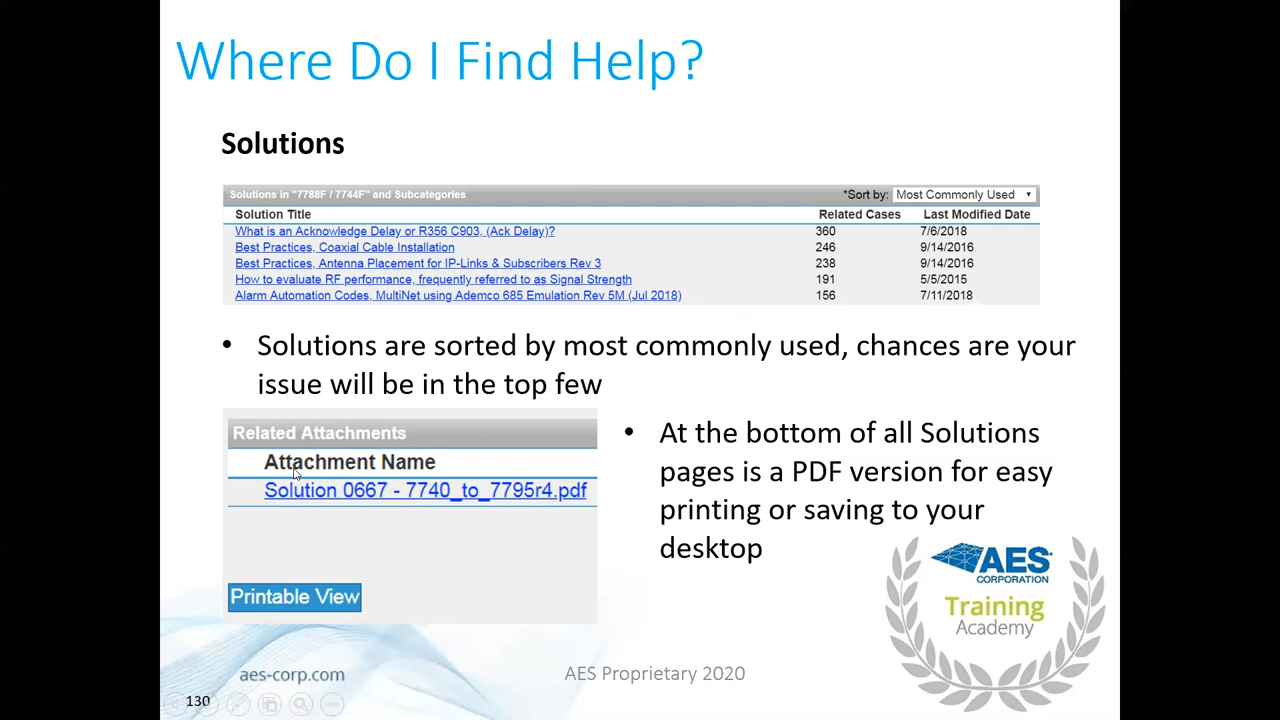 Where Do I Find Help?
Solutions
Solutions in "7788F / 7744F" and Subcategories *Sort by: Most Commonly Used
Solution Title Related Cases Last Modified Date
What is an Acknowledge Delay or R356 C903, (Ack Delay)? 360 7/6/2018
Best Practices, Coaxial Cable Installation 246 9/14/2016
Best Practices, Antenna Placement for IP-Links & Subscribers Rev 3 238 9/14/2016
How to evaluate RF performance, frequently referred to as Signal Strength 191 5/5/2015
Alarm Automation Codes, MultiNet using Ademco 685 Emulation Rev 5M (Jul 2018) 156 7/11/2018
• Solutions are sorted by most commonly used, chances are your
issue will be in the top few
Related Attachments
Attachment Name
Solution 0667 - 7740_to_7795r4.pdf
Printable View
• At the bottom of all Solutions
pages is a PDF version for easy
printing or saving to your
desktop
AES
CORPORATION
Training
Academy
aes-corp.com
AES Proprietary 2020
130